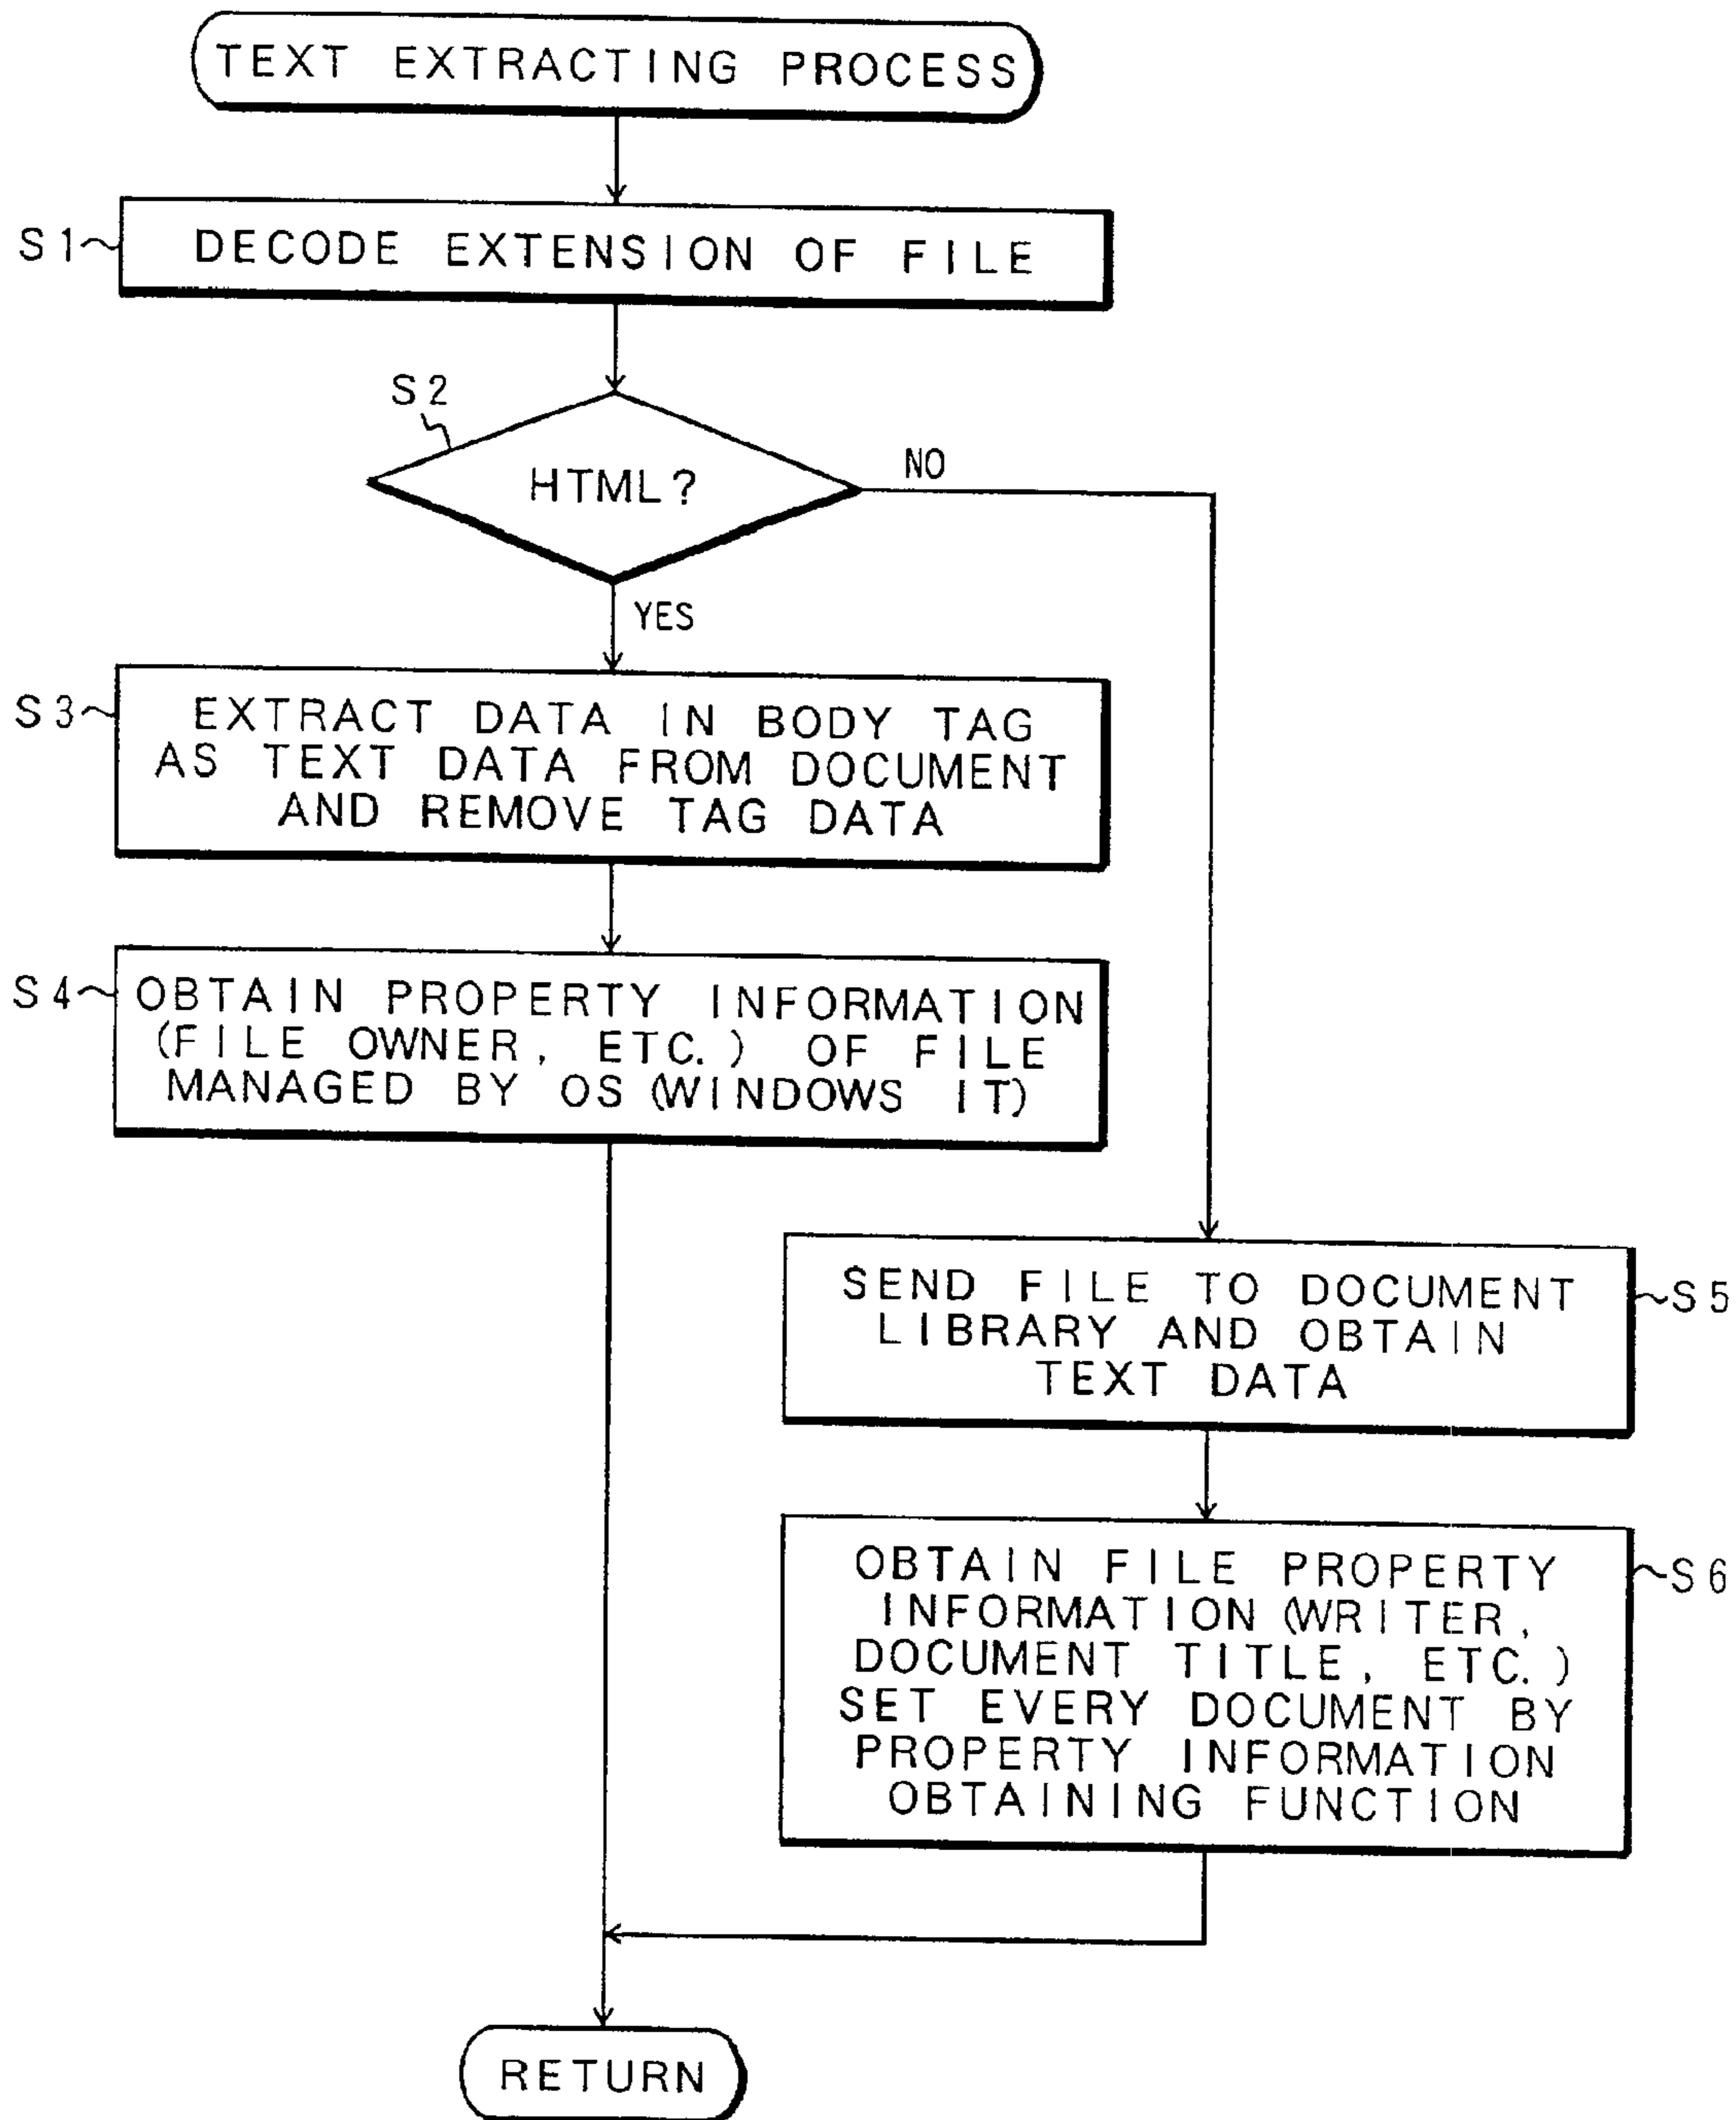 TEXT EXTRACTING PROCESS
S1
DECODE EXTENSION OF FILE
S2
HTML?
NO
YES
S3
EXTRACT DATA IN BODY TAG
AS TEXT DATA FROM DOCUMENT
AND REMOVE TAG DATA
S4
OBTAIN PROPERTY INFORMATION
(FILE OWNER, ETC.) OF FILE
MANAGED BY OS (WINDOWS IT)
SEND FILE TO DOCUMENT
LIBRARY AND OBTAIN
TEXT DATA
S5
OBTAIN FILE PROPERTY
INFORMATION (WRITER,
DOCUMENT TITLE, ETC.)
SET EVERY DOCUMENT BY
PROPERTY INFORMATION
OBTAINING FUNCTION
S6
RETURN